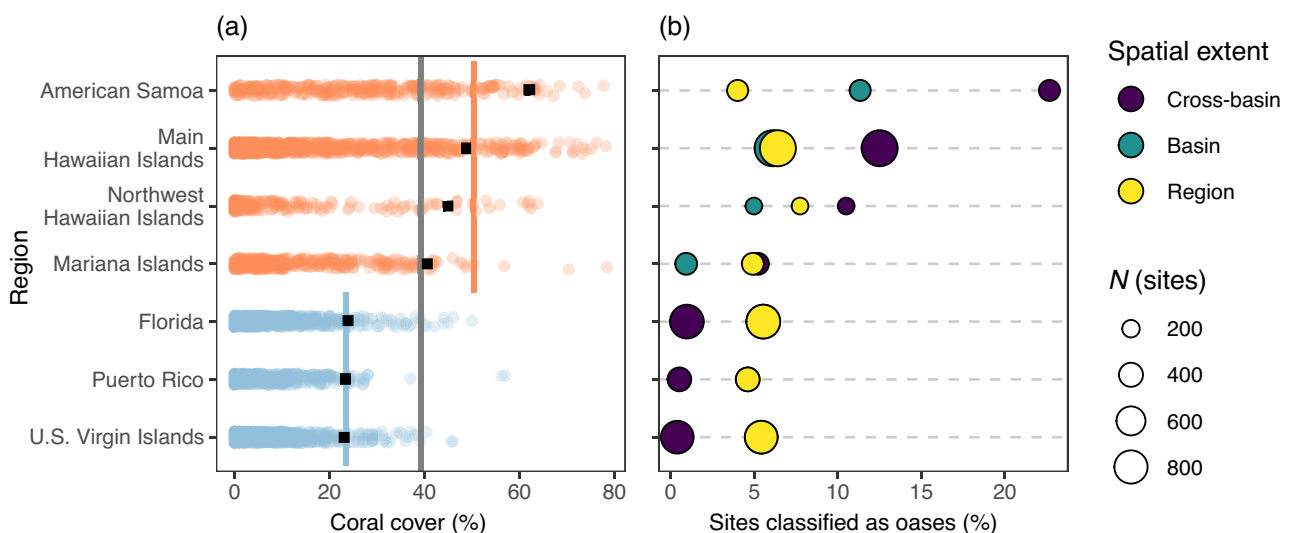 (a)
(b)
Region
American Samoa
Main
Hawaiian Islands
Northwest
Hawaiian Islands
Mariana Islands
Florida
Puerto Rico
U.S. Virgin Islands
0 20 40 60 80
Coral cover (%)
0 5 10 15 20
Sites classified as oases (%)
Spatial extent
Cross-basin
Basin
Region
N (sites)
200
400
600
800